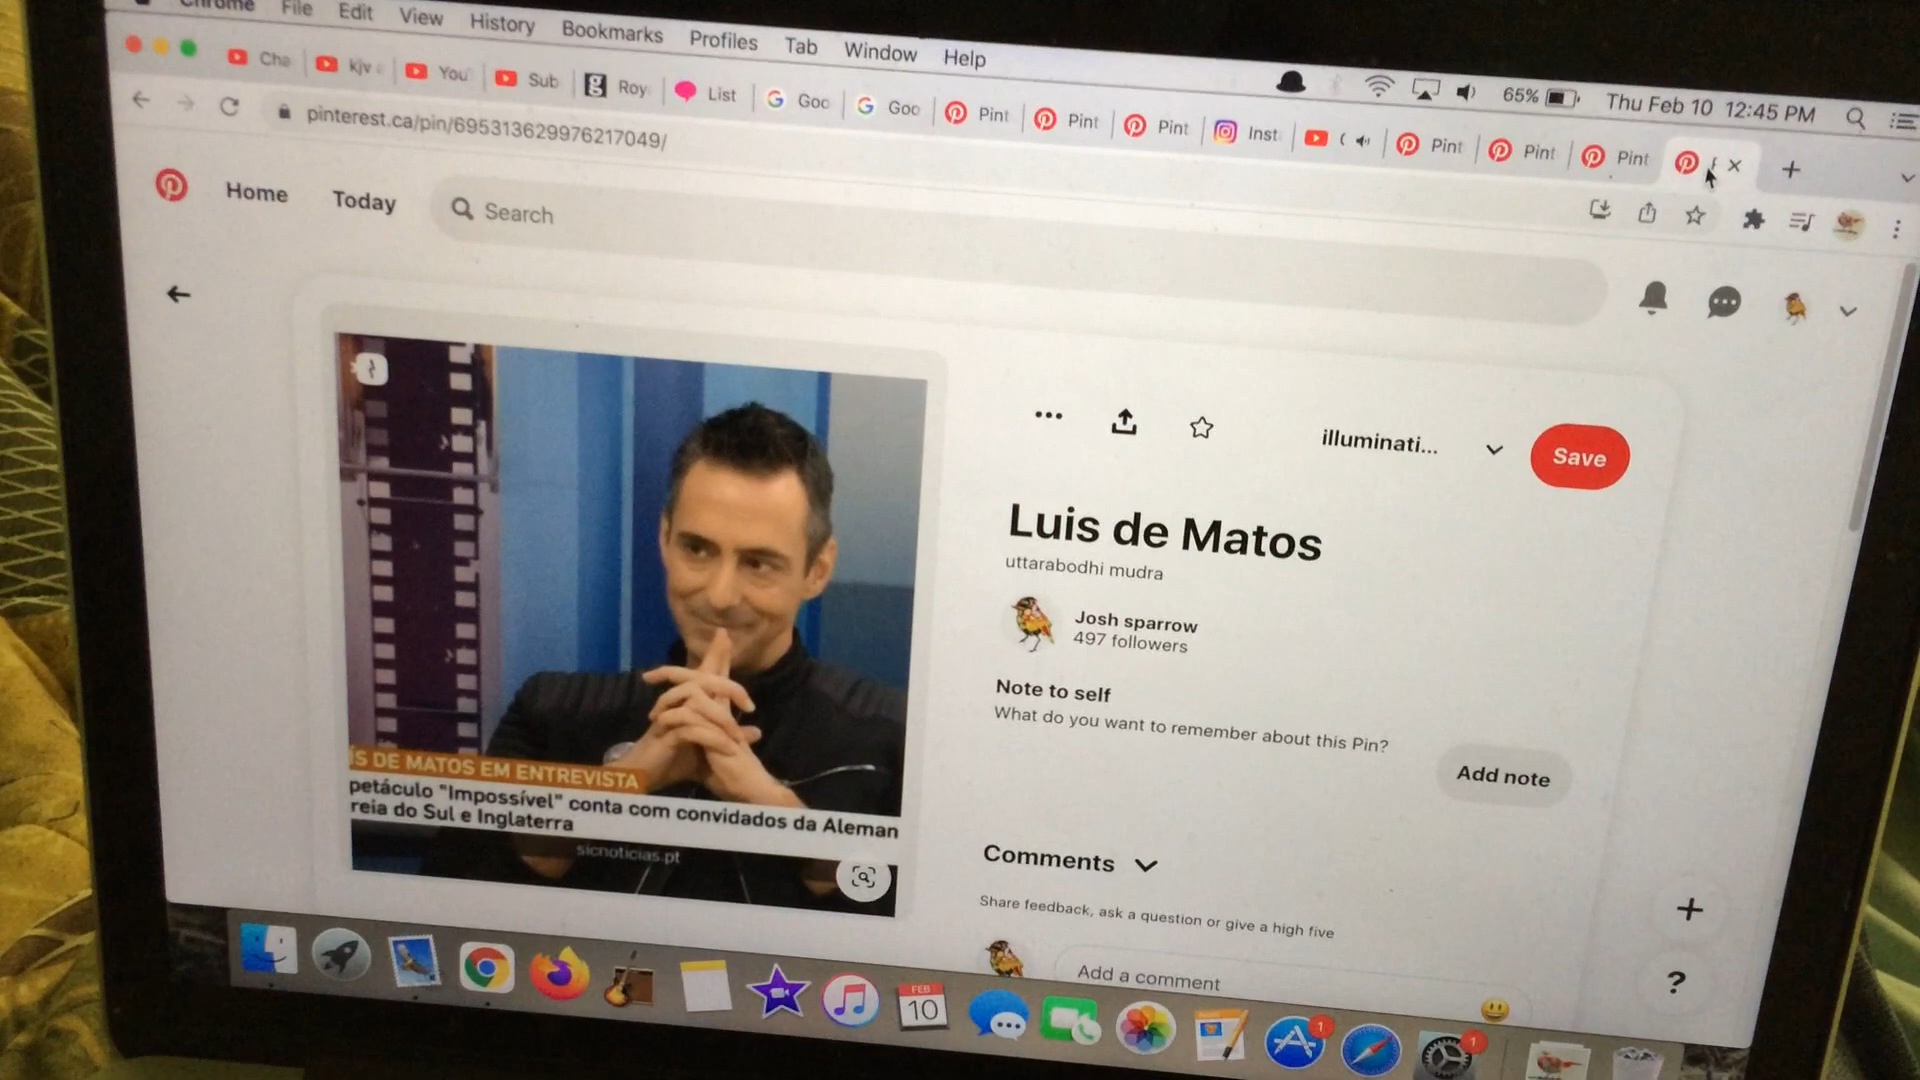 Chrome File Edit View History Bookmarks Profiles Tab Window Help
65% Thu Feb 10 12:45 PM
Cha kjv You Sub Roy List Goo Goo Pint Pint Pint Inst ( Pint Pint Pint
pinterest.ca/pin/695313629976217049/
Home Today Search
illuminati... Save
Luis de Matos
uttarabodhi mudra
Josh sparrow
497 followers
Note to self
What do you want to remember about this Pin?
Add note
ÍS DE MATOS EM ENTREVISTA
petáculo "Impossível" conta com convidados da Aleman
reia do Sul e Inglaterra
sicnoticias.pt
Comments
Share feedback, ask a question or give a high five
Add a comment
?
FEB
10
1
1